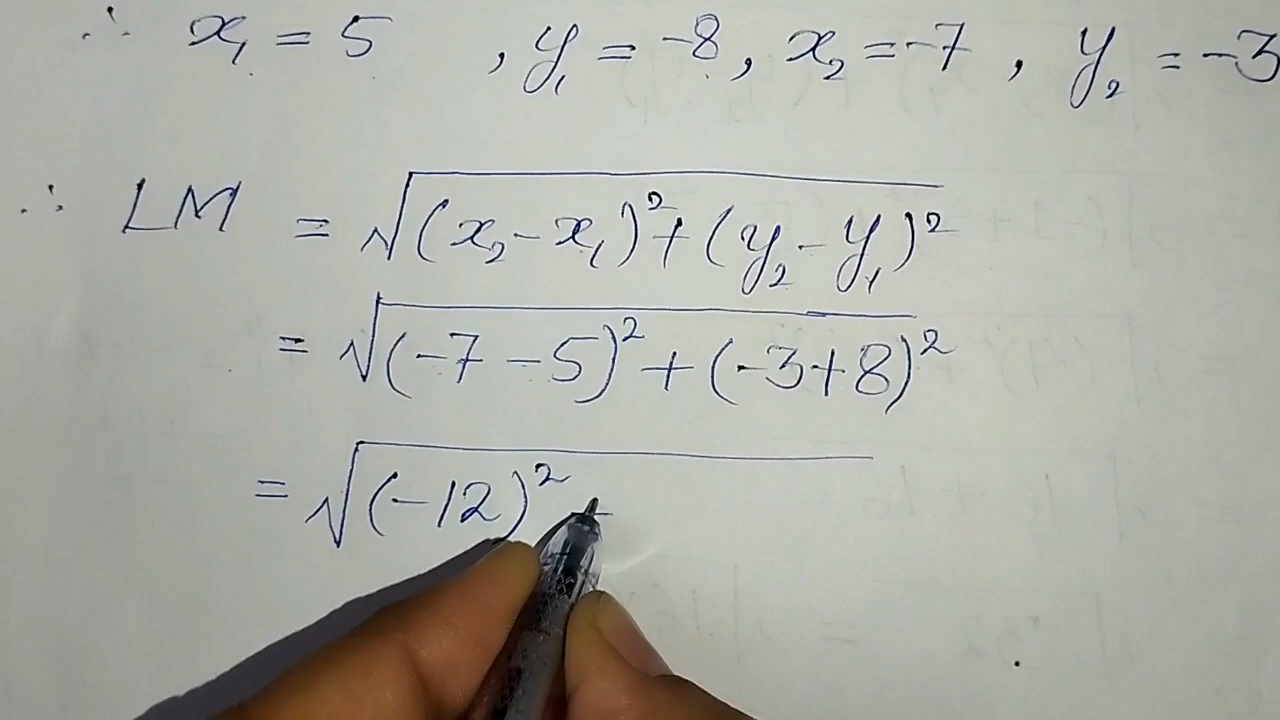 ∴ x₁ = 5 , y₁ = -8, x₂ = -7 , y₂ = -3
∴ LM = √(x₂ - x₁)² + (y₂ - y₁)²
= √(-7 - 5)² + (-3+8)²
= √(-12)² +